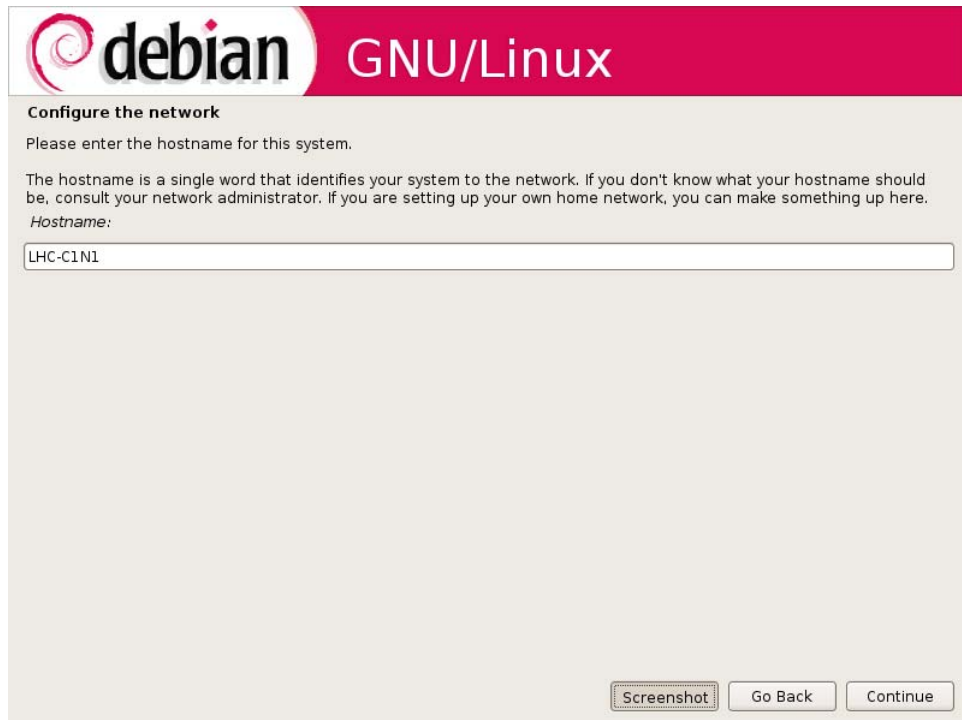 debian GNU/Linux
Configure the network
Please enter the hostname for this system.
The hostname is a single word that identifies your system to the network. If you don't know what your hostname should
be, consult your network administrator. If you are setting up your own home network, you can make something up here.
Hostname:
LHC-C1N1
Screenshot Go Back Continue